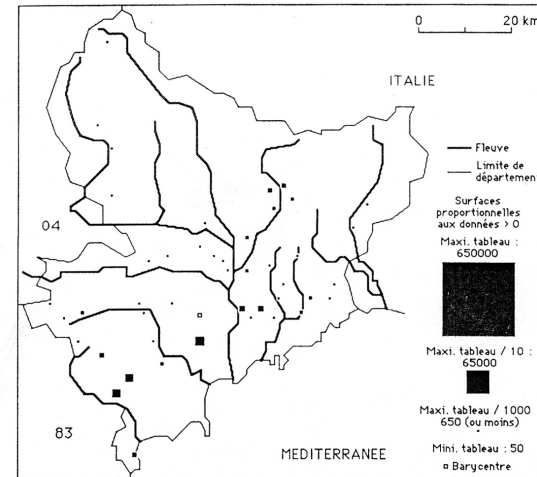 0 20 km
ITALIE
Fleuve
Limite de
département
04
Surfaces
proportionnelles
aux données > 0
Maxi. tableau :
650000
Maxi. tableau / 10 :
65000
Maxi. tableau / 1000
650 (ou moins)
83
Mini. tableau : 50
MEDITERRANEE
Barycentre